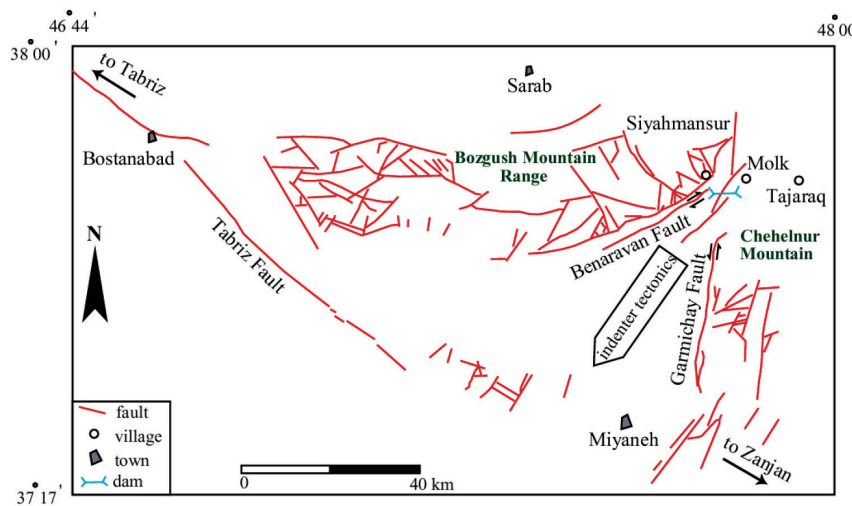 46 44'
48 00'
38 00'
to Tabriz
Sarab
Siyahmansur
Bostanabad
Bozgush Mountain
Range
Molk
Tajaraq
Tabriz Fault
Benaravan Fault
Chehelnur
Mountain
N
indenter tectonics
Garmichay Fault
fault
village
town
dam
Miyaneh
to Zanjan
0
40 km
37 17'